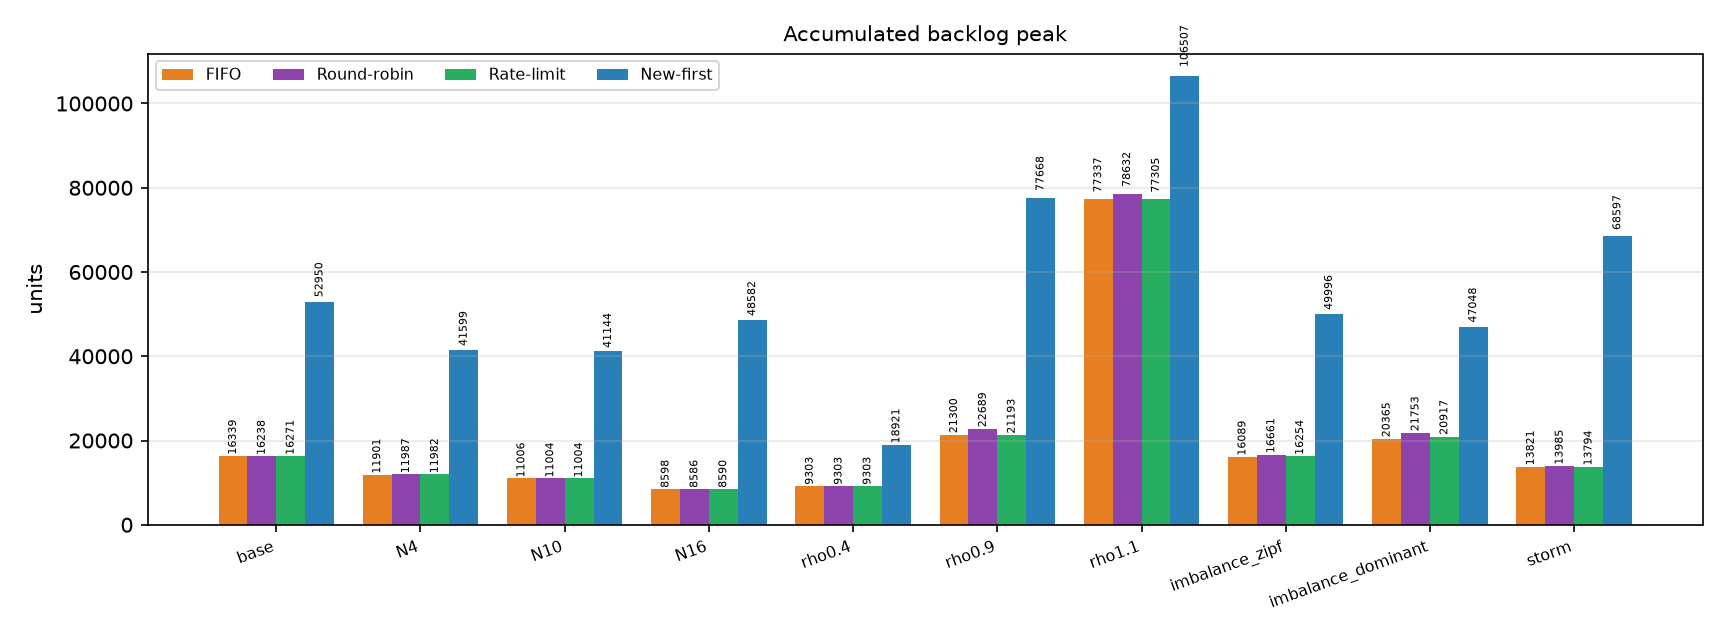 Accumulated backlog peak
FIFO Round-robin Rate-limit New-first
units
100000
80000
60000
40000
20000
0
16339 16238 16271 52950
11901 11987 11982 41599
11006 11004 11004 41144
8598 8586 8590 48582
9303 9303 9303 18921
21300 22689 21193 77668
77337 78632 77305 106507
16089 16661 16254 49996
20365 21753 20917 47048
13821 13985 13794 68597
base N4 N10 N16 rho0.4 rho0.9 rho1.1 imbalance_zipf imbalance_dominant storm